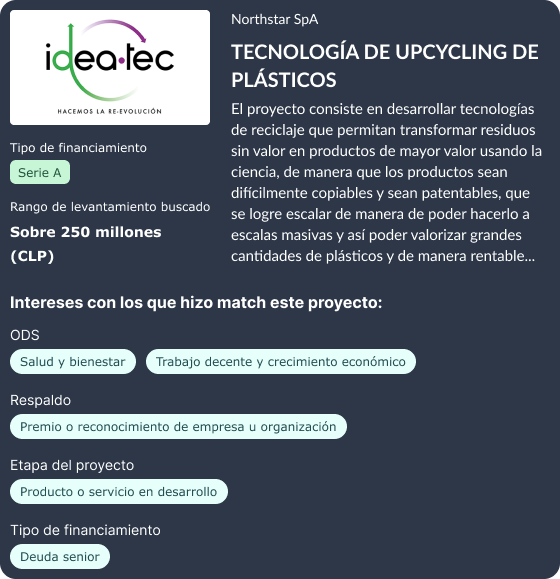 idea·tec
HACEMOS LA RE·EVOLUCIÓN
Tipo de financiamiento
Serie A
Rango de levantamiento buscado
Sobre 250 millones
(CLP)
Northstar SpA
TECNOLOGÍA DE UPCYCLING DE
PLÁSTICOS
El proyecto consiste en desarrollar tecnologías
de reciclaje que permitan transformar residuos
sin valor en productos de mayor valor usando la
ciencia, de manera que los productos sean
difícilmente copiables y sean patentables, que
se logre escalar de manera de poder hacerlo a
escalas masivas y así poder valorizar grandes
cantidades de plásticos y de manera rentable...
Intereses con los que hizo match este proyecto:
ODS
Salud y bienestar
Trabajo decente y crecimiento económico
Respaldo
Premio o reconocimiento de empresa u organización
Etapa del proyecto
Producto o servicio en desarrollo
Tipo de financiamiento
Deuda senior